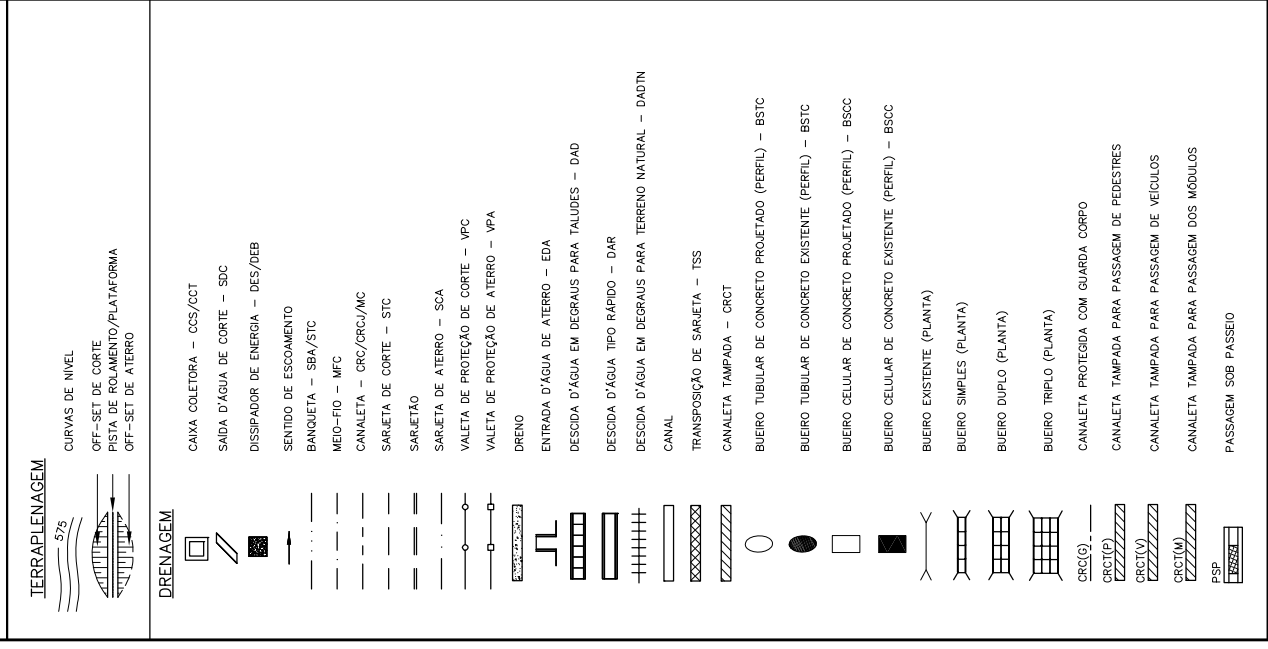 TERRAPLENAGEM
575
CURVAS DE NÍVEL
OFF-SET DE CORTE
PISTA DE ROLAMENTO/PLATAFORMA
OFF-SET DE ATERRO
DRENAGEM
CAIXA COLETORA - CCS/CCT
SAÍDA D'ÁGUA DE CORTE - SDC
DISSIPADOR DE ENERGIA - DES/DEB
SENTIDO DE ESCOAMENTO
BANQUETA - SBA/STC
MEIO-FIO - MFC
CANALETA - CRC/CRCJ/MC
SARJETA DE CORTE - STC
SARJETÃO
SARJETA DE ATERRO - SCA
VALETA DE PROTEÇÃO DE CORTE - VPC
VALETA DE PROTEÇÃO DE ATERRO - VPA
DRENO
ENTRADA D'ÁGUA DE ATERRO - EDA
DESCIDA D'ÁGUA EM DEGRAUS PARA TALUDES - DAD
DESCIDA D'ÁGUA TIPO RÁPIDO - DAR
DESCIDA D'ÁGUA EM DEGRAUS PARA TERRENO NATURAL - DADTN
CANAL
TRANSPOSIÇÃO DE SARJETA - TSS
CANALETA TAMPADA - CRCT
BUEIRO TUBULAR DE CONCRETO PROJETADO (PERFIL) - BSTC
BUEIRO TUBULAR DE CONCRETO EXISTENTE (PERFIL) - BSTC
BUEIRO CELULAR DE CONCRETO PROJETADO (PERFIL) - BSCC
BUEIRO CELULAR DE CONCRETO EXISTENTE (PERFIL) - BSCC
BUEIRO EXISTENTE (PLANTA)
BUEIRO SIMPLES (PLANTA)
BUEIRO DUPLO (PLANTA)
BUEIRO TRIPLO (PLANTA)
CRC(G) CANALETA PROTEGIDA COM GUARDA CORPO
CRCT(P) CANALETA TAMPADA PARA PASSAGEM DE PEDESTRES
CRCT(V) CANALETA TAMPADA PARA PASSAGEM DE VEÍCULOS
CRCT(M) CANALETA TAMPADA PARA PASSAGEM DOS MÓDULOS
PSP PASSAGEM SOB PASSEIO